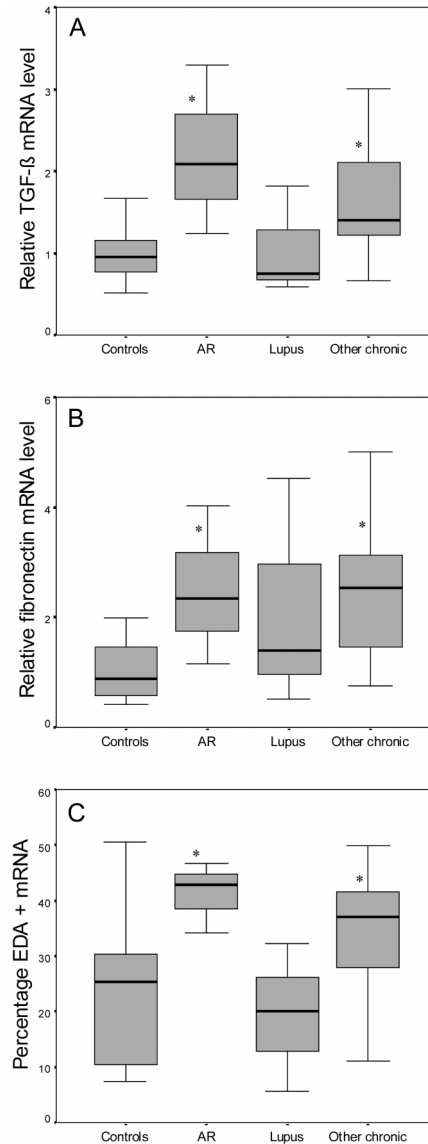 A
Relative TGF-ß mRNA level
4
3
2
1
0
*
*
Controls AR Lupus Other chronic
B
Relative fibronectin mRNA level
6
4
2
0
*
*
Controls AR Lupus Other chronic
C
Percentage EDA + mRNA
60
50
40
30
20
10
0
*
*
Controls AR Lupus Other chronic